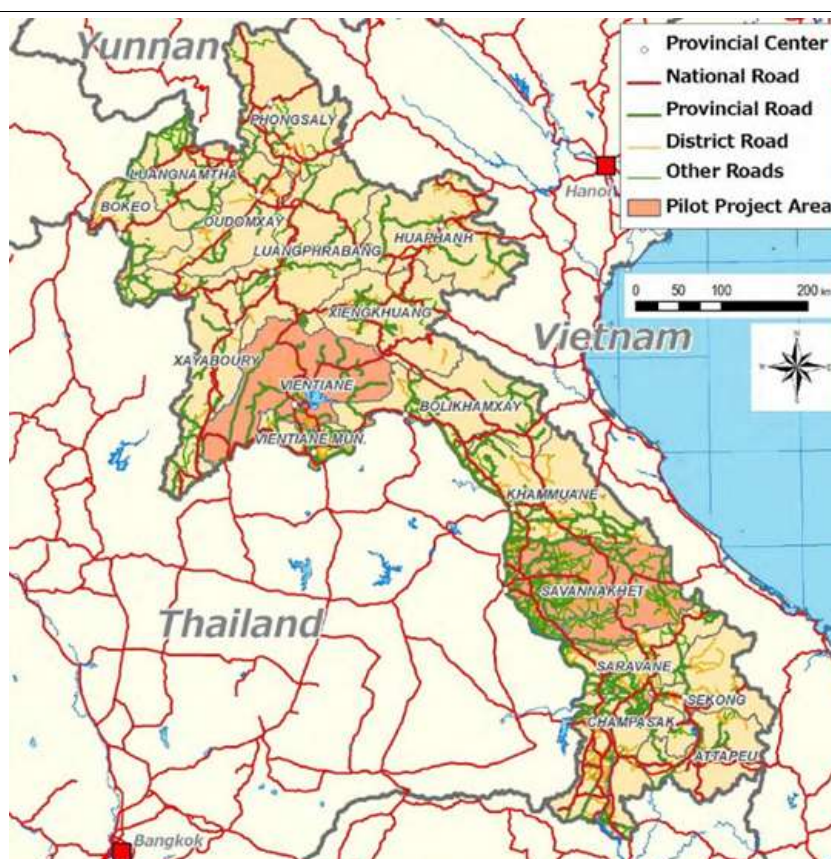 Yunnan
Provincial Center
National Road
Provincial Road
District Road
Other Roads
Pilot Project Area
PHONGSALY
LUANGNAMTHA
Hanoi
BOKEO
OUDOMXAY
HUAPHANH
LUANGPHRABANG
0 50 100 200 km
XIENGKHUANG
Vietnam
N
W
E
S
XAYABOURY
VIENTIANE
BOLIKHAMXAY
VIENTIANE MUN.
KHAMMUANE
SAVANNAKHET
Thailand
SARAVANE
SEKONG
CHAMPASAK
ATTAPEU
Bangkok